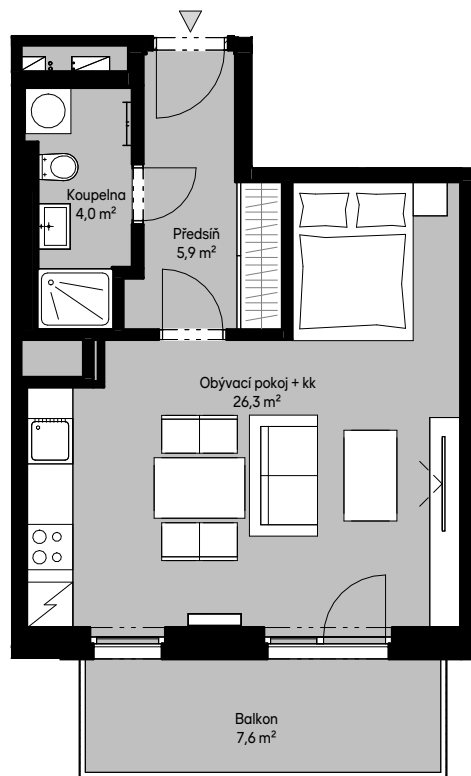 Koupelna
4,0 m²
Předsíň
5,9 m²
Obývací pokoj + kk
26,3 m²
Balkon
7,6 m²